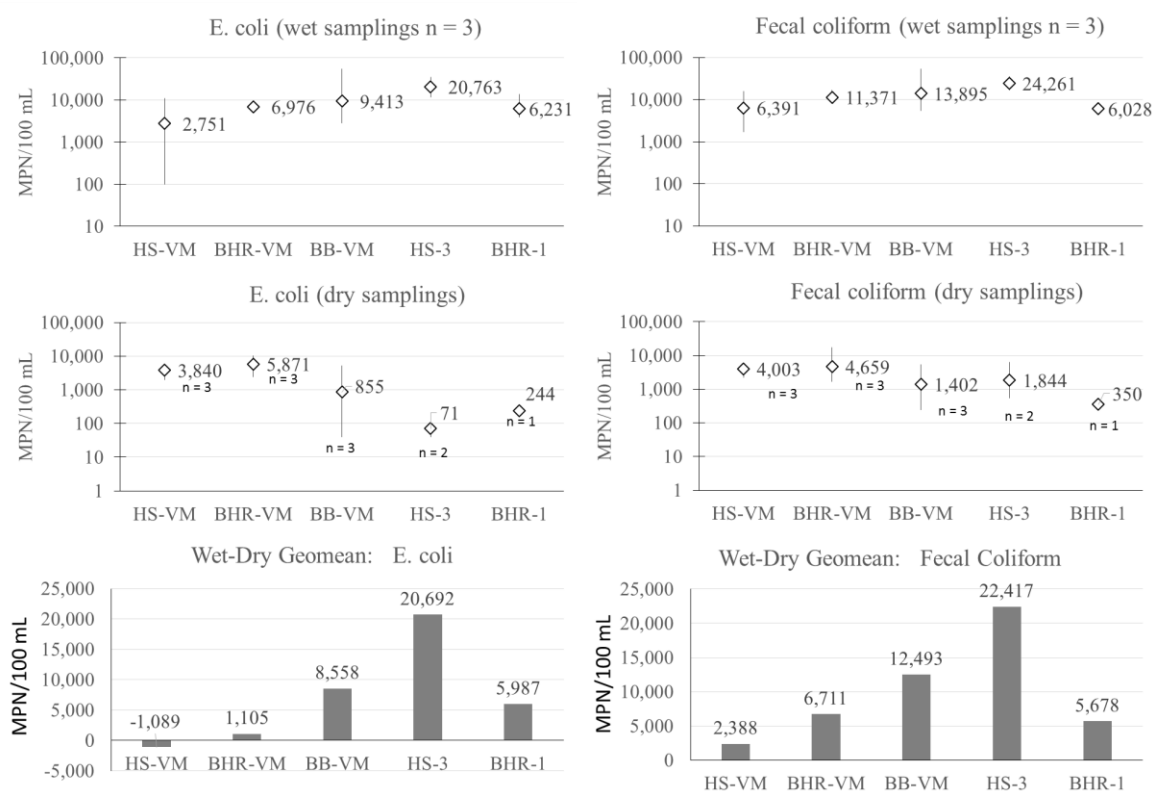 E. coli (wet samplings n = 3)
MPN/100 mL
100,000
10,000
1,000
100
10
2,751
6,976
9,413
20,763
6,231
HS-VM BHR-VM BB-VM HS-3 BHR-1
Fecal coliform (wet samplings n = 3)
MPN/100 mL
100,000
10,000
1,000
100
10
6,391
11,371
13,895
24,261
6,028
HS-VM BHR-VM BB-VM HS-3 BHR-1
E. coli (dry samplings)
MPN/100 mL
100,000
10,000
1,000
100
10
1
3,840
n = 3
5,871
n = 3
855
n = 3
71
n = 2
244
n = 1
HS-VM BHR-VM BB-VM HS-3 BHR-1
Fecal coliform (dry samplings)
MPN/100 mL
100,000
10,000
1,000
100
10
1
4,003
n = 3
4,659
n = 3
1,402
n = 3
1,844
n = 2
350
n = 1
HS-VM BHR-VM BB-VM HS-3 BHR-1
Wet-Dry Geomean: E. coli
MPN/100 mL
25,000
20,000
15,000
10,000
5,000
0
-5,000
-1,089
1,105
8,558
20,692
5,987
HS-VM BHR-VM BB-VM HS-3 BHR-1
Wet-Dry Geomean: Fecal Coliform
MPN/100 mL
25,000
20,000
15,000
10,000
5,000
0
2,388
6,711
12,493
22,417
5,678
HS-VM BHR-VM BB-VM HS-3 BHR-1